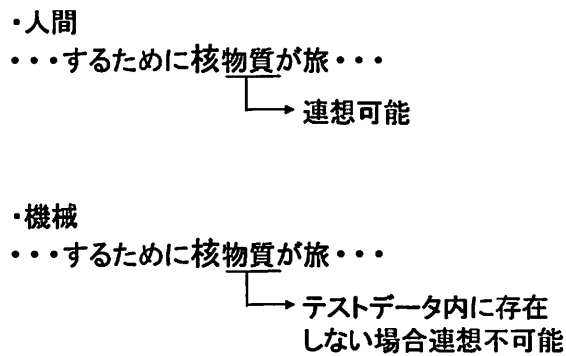 ・人間
・・・するために核物質が旅・・・
連想可能
・機械
・・・するために核物質が旅・・・
テストデータ内に存在
しない場合連想不可能